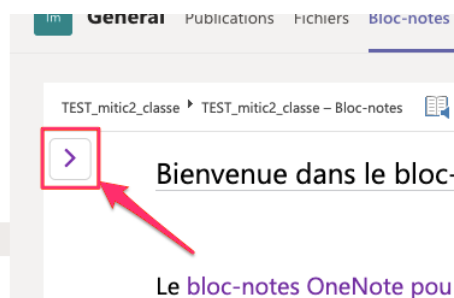 Im Général Publications Fichiers Bloc-notes
TEST_mitic2_classe TEST_mitic2_classe – Bloc-notes
Bienvenue dans le bloc-
Le bloc-notes OneNote pou